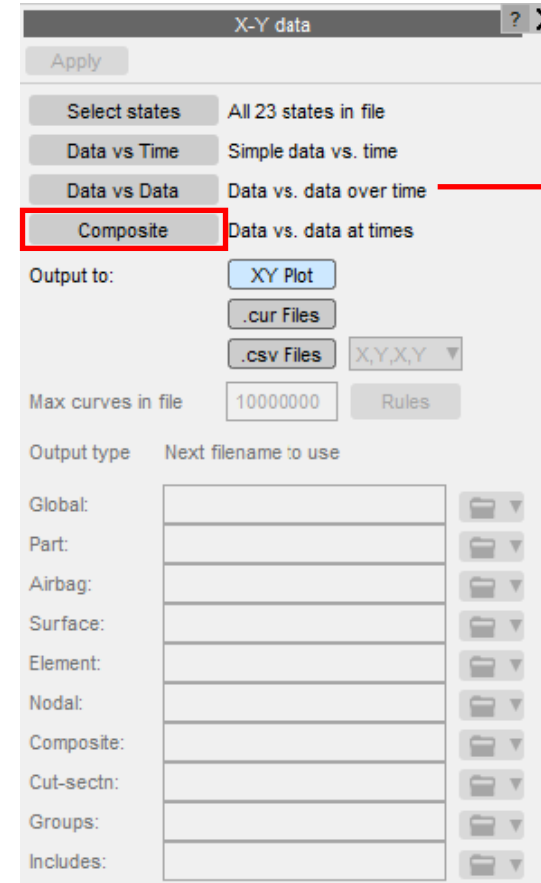 X-Y data ?
Apply
Select states All 23 states in file
Data vs Time Simple data vs. time
Data vs Data Data vs. data over time
Composite Data vs. data at times
Output to: XY Plot
.cur Files
.csv Files X,Y,X,Y
Max curves in file 10000000 Rules
Output type Next filename to use
Global:
Part:
Airbag:
Surface:
Element:
Nodal:
Composite:
Cut-sectn:
Groups:
Includes: